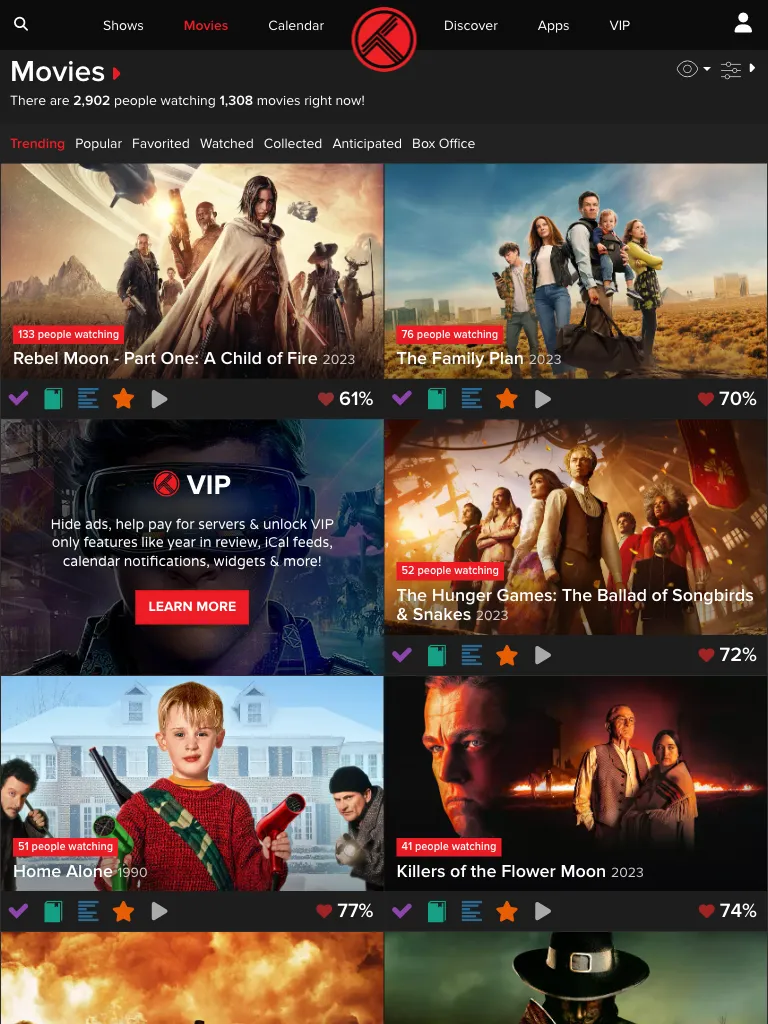 Shows
Movies
Calendar
Discover
Apps
VIP
Movies
There are 2,902 people watching 1,308 movies right now!
Trending
Popular
Favorited
Watched
Collected
Anticipated
Box Office
133 people watching
Rebel Moon - Part One: A Child of Fire 2023
61%
76 people watching
The Family Plan 2023
70%
VIP
Hide ads, help pay for servers & unlock VIP
only features like year in review, iCal feeds,
calendar notifications, widgets & more!
LEARN MORE
52 people watching
The Hunger Games: The Ballad of Songbirds
& Snakes 2023
72%
51 people watching
Home Alone 1990
77%
41 people watching
Killers of the Flower Moon 2023
74%